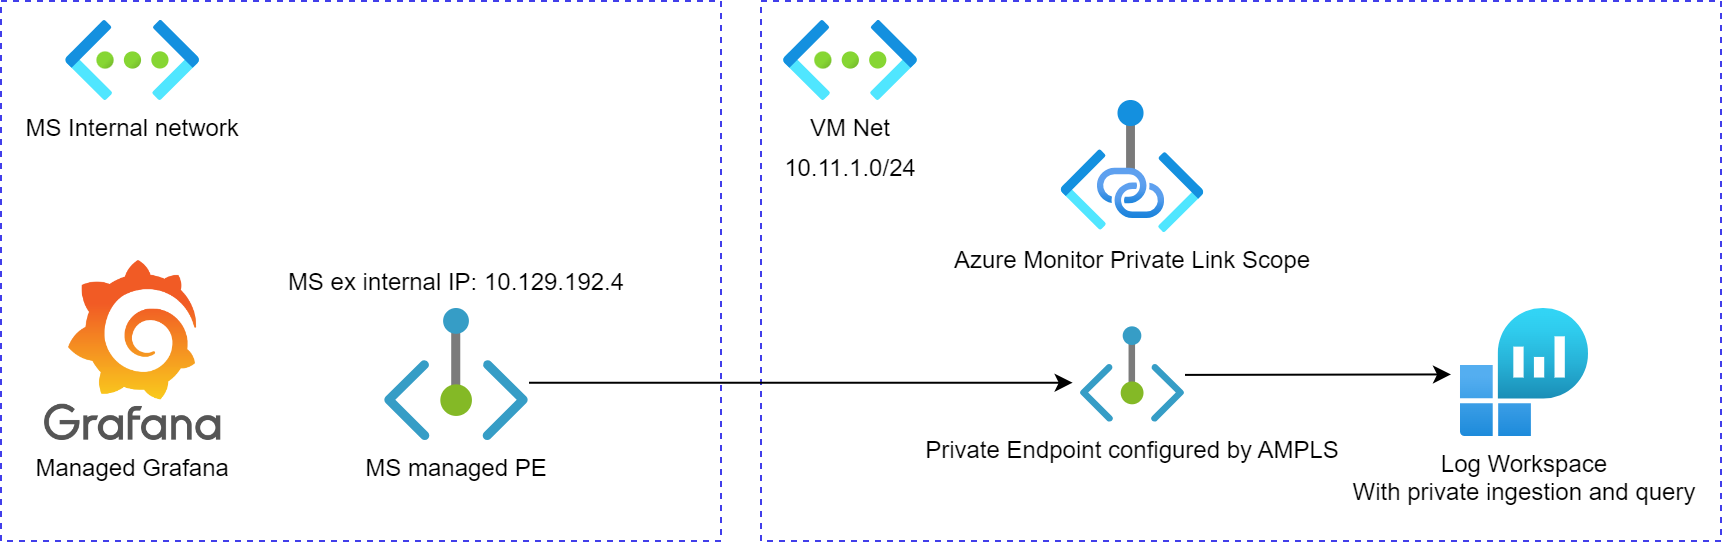 MS Internal network
MS ex internal IP: 10.129.192.4
Grafana
Managed Grafana
MS managed PE
VM Net
10.11.1.0/24
Azure Monitor Private Link Scope
Private Endpoint configured by AMPLS
Log Workspace
With private ingestion and query